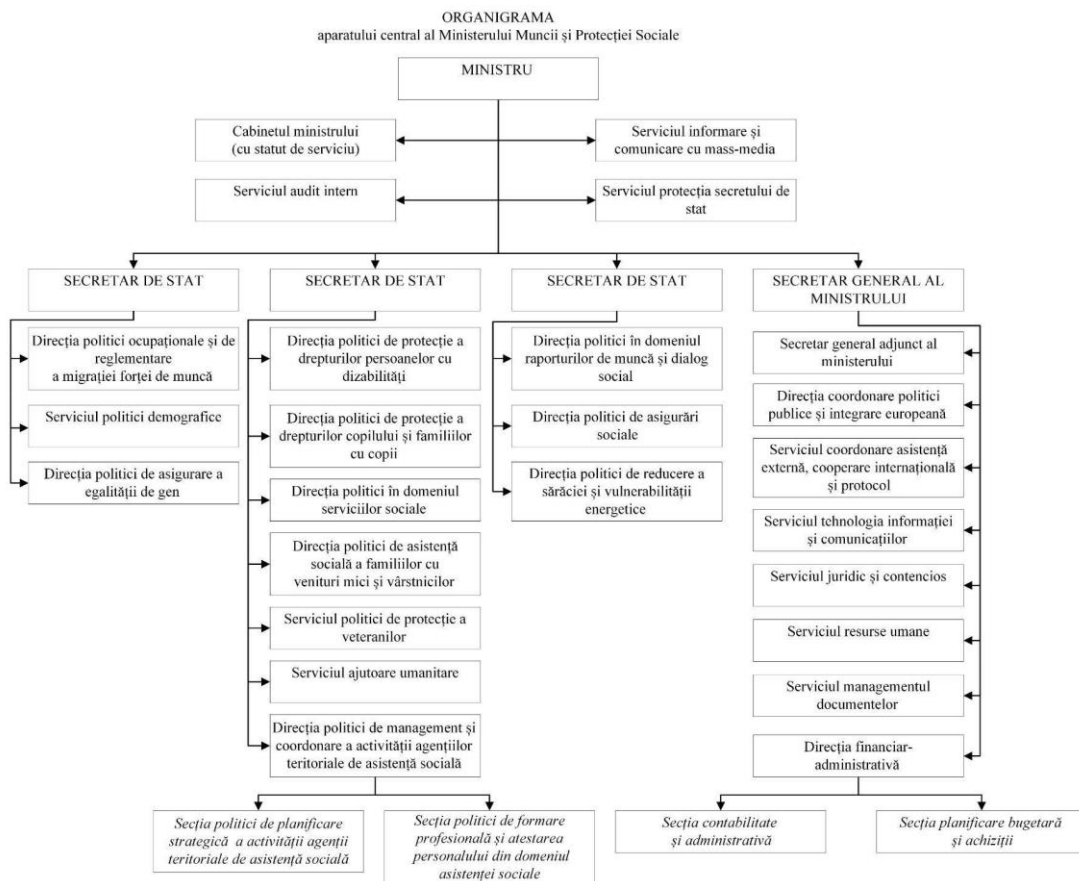 ORGANIGRAMA
aparatului central al Ministerului Muncii și Protecției Sociale
MINISTRU
Cabinetul ministrului
(cu statut de serviciu)
Serviciul informare și
comunicare cu mass-media
Serviciul audit intern
Serviciul protecția secretului de
stat
SECRETAR DE STAT
Direcția politici ocupaționale și de
reglementare
a migrației forței de muncă
Serviciul politici demografice
Direcția politici de asigurare a
egalității de gen
SECRETAR DE STAT
Direcția politici de protecție a
drepturilor persoanelor cu
dizabilități
Direcția politici de protecție a
drepturilor copilului și familiilor
cu copii
Direcția politici în domeniul
serviciilor sociale
Direcția politici de asistență
socială a familiilor cu
venituri mici și vârstnicilor
Serviciul politici de protecție a
veteranilor
Serviciul ajutoare umanitare
Direcția politici de management și
coordonare a activității agențiilor
teritoriale de asistență socială
Secția politici de planificare
strategică a activității agenții
teritoriale de asistență socială
Secția politici de formare
profesională și atestarea
personalului din domeniul
asistenței sociale
SECRETAR DE STAT
Direcția politici în domeniul
raporturilor de muncă și dialog
social
Direcția politici de asigurări
sociale
Direcția politici de reducere a
sărăciei și vulnerabilității
energetice
SECRETAR GENERAL AL
MINISTRULUI
Secretar general adjunct al
ministerului
Direcția coordonare politici
publice și integrare europeană
Serviciul coordonare asistență
externă, cooperare internațională
și protocol
Serviciul tehnologia informației
și comunicațiilor
Serviciul juridic și contencios
Serviciul resurse umane
Serviciul managementul
documentelor
Direcția financiar-
administrativă
Secția contabilitate
și administrativă
Secția planificare bugetară
și achiziții